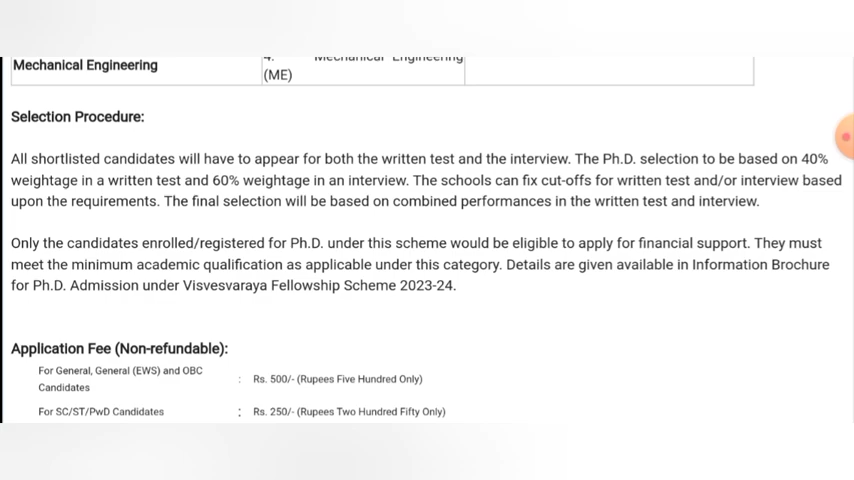 4. Mechanical Engineering
Mechanical Engineering
(ME)
Selection Procedure:
All shortlisted candidates will have to appear for both the written test and the interview. The Ph.D. selection to be based on 40%
weightage in a written test and 60% weightage in an interview. The schools can fix cut-offs for written test and/or interview based
upon the requirements. The final selection will be based on combined performances in the written test and interview.
Only the candidates enrolled/registered for Ph.D. under this scheme would be eligible to apply for financial support. They must
meet the minimum academic qualification as applicable under this category. Details are given available in Information Brochure
for Ph.D. Admission under Visvesvaraya Fellowship Scheme 2023-24.
Application Fee (Non-refundable):
For General, General (EWS) and OBC
Candidates : Rs. 500/- (Rupees Five Hundred Only)
For SC/ST/PwD Candidates : Rs. 250/- (Rupees Two Hundred Fifty Only)